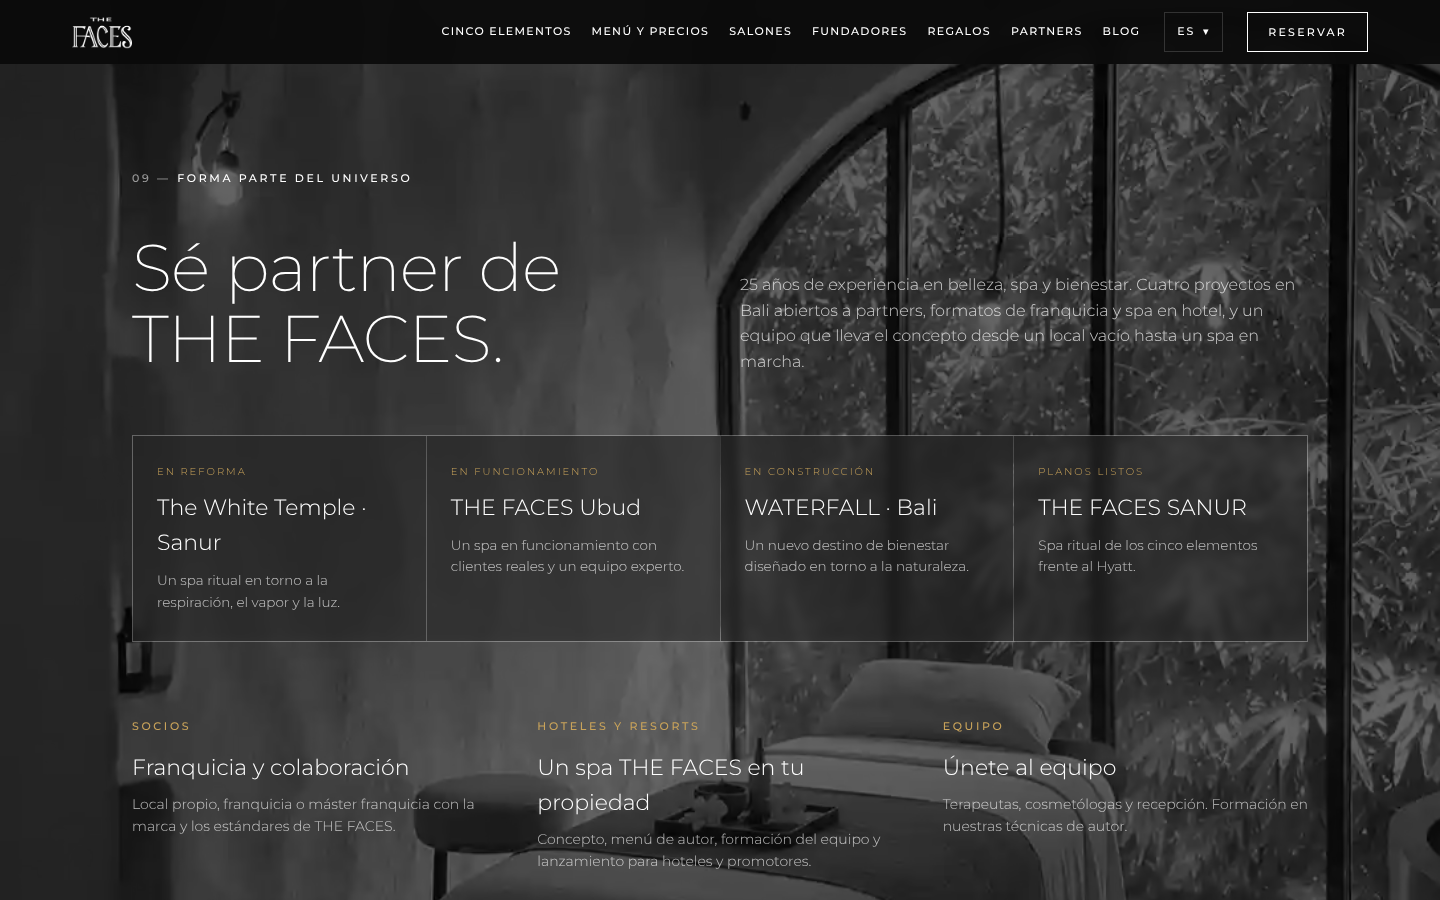 THE
FACES
CINCO ELEMENTOS MENÚ Y PRECIOS SALONES FUNDADORES REGALOS PARTNERS BLOG ES ▾ RESERVAR
09 — FORMA PARTE DEL UNIVERSO
Sé partner de
THE FACES.
25 años de experiencia en belleza, spa y bienestar. Cuatro proyectos en
Bali abiertos a partners, formatos de franquicia y spa en hotel, y un
equipo que lleva el concepto desde un local vacío hasta un spa en
marcha.
EN REFORMA
The White Temple ·
Sanur
Un spa ritual en torno a la
respiración, el vapor y la luz.
EN FUNCIONAMIENTO
THE FACES Ubud
Un spa en funcionamiento con
clientes reales y un equipo experto.
EN CONSTRUCCIÓN
WATERFALL · Bali
Un nuevo destino de bienestar
diseñado en torno a la naturaleza.
PLANOS LISTOS
THE FACES SANUR
Spa ritual de los cinco elementos
frente al Hyatt.
SOCIOS
Franquicia y colaboración
Local propio, franquicia o máster franquicia con la
marca y los estándares de THE FACES.
HOTELES Y RESORTS
Un spa THE FACES en tu
propiedad
Concepto, menú de autor, formación del equipo y
lanzamiento para hoteles y promotores.
EQUIPO
Únete al equipo
Terapeutas, cosmetólogas y recepción. Formación en
nuestras técnicas de autor.